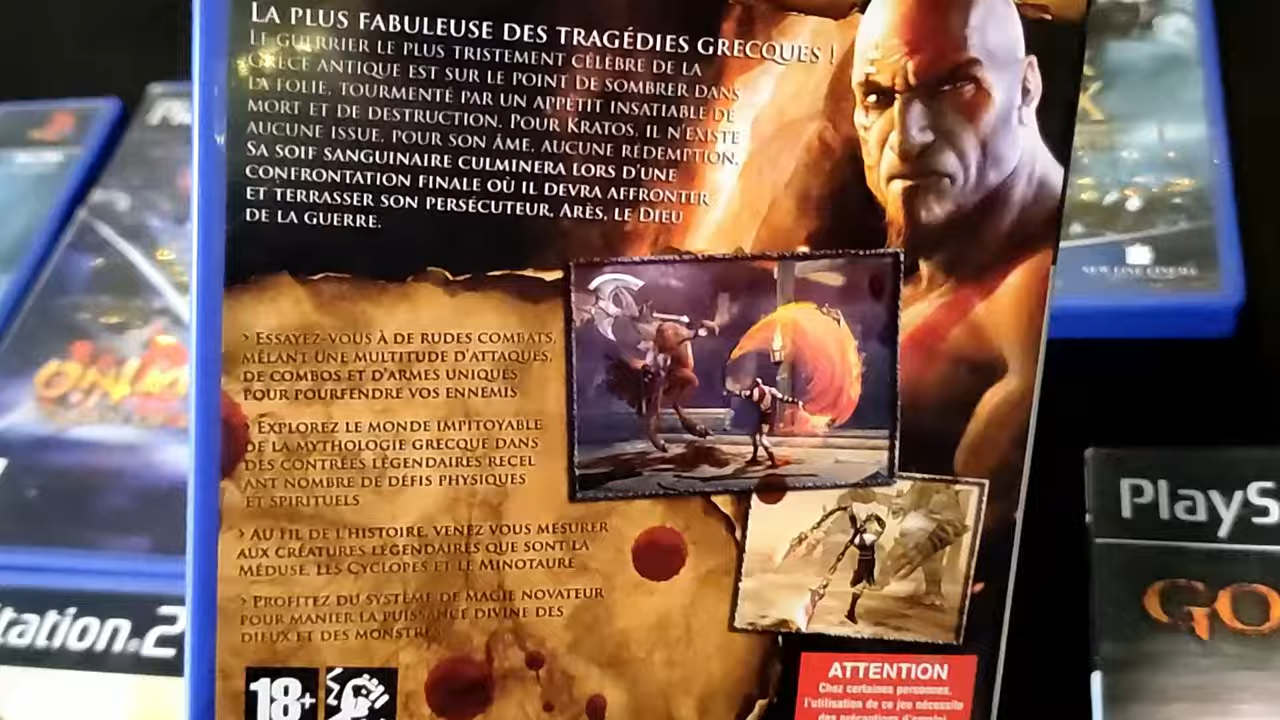 LA PLUS FABULEUSE DES TRAGÉDIES GRECQUES !
LE GUERRIER LE PLUS TRISTEMENT CÉLÈBRE DE LA
GRÈCE ANTIQUE EST SUR LE POINT DE SOMBRER DANS
LA FOLIE, TOURMENTÉ PAR UN APPÉTIT INSATIABLE DE
MORT ET DE DESTRUCTION. POUR KRATOS, IL N'EXISTE
AUCUNE ISSUE, POUR SON ÂME, AUCUNE RÉDEMPTION.
SA SOIF SANGUINAIRE CULMINERA LORS D'UNE
CONFRONTATION FINALE OÙ IL DEVRA AFFRONTER
ET TERRASSER SON PERSÉCUTEUR, ARÈS, LE DIEU
DE LA GUERRE.
› ESSAYEZ-VOUS À DE RUDES COMBATS,
MÊLANT UNE MULTITUDE D'ATTAQUES,
DE COMBOS ET D'ARMES UNIQUES
POUR POURFENDRE VOS ENNEMIS
› EXPLOREZ LE MONDE IMPITOYABLE
DE LA MYTHOLOGIE GRECQUE DANS
DES CONTRÉES LÉGENDAIRES RECEL
ANT NOMBRE DE DÉFIS PHYSIQUES
ET SPIRITUELS
› AU FIL DE L'HISTOIRE, VENEZ VOUS MESURER
AUX CRÉATURES LÉGENDAIRES QUE SONT LA
MÉDUSE, LES CYCLOPES ET LE MINOTAURE
› PROFITEZ DU SYSTÈME DE MAGIE NOVATEUR
POUR MANIER LA PUISSANCE DIVINE DES
DIEUX ET DES MONSTRES
18+
ATTENTION
Chez certaines personnes,
l'utilisation de ce jeu nécessite
des précautions d'emploi
NEW LINE CINEMA
PlayS
GO
tation.2
ONIM